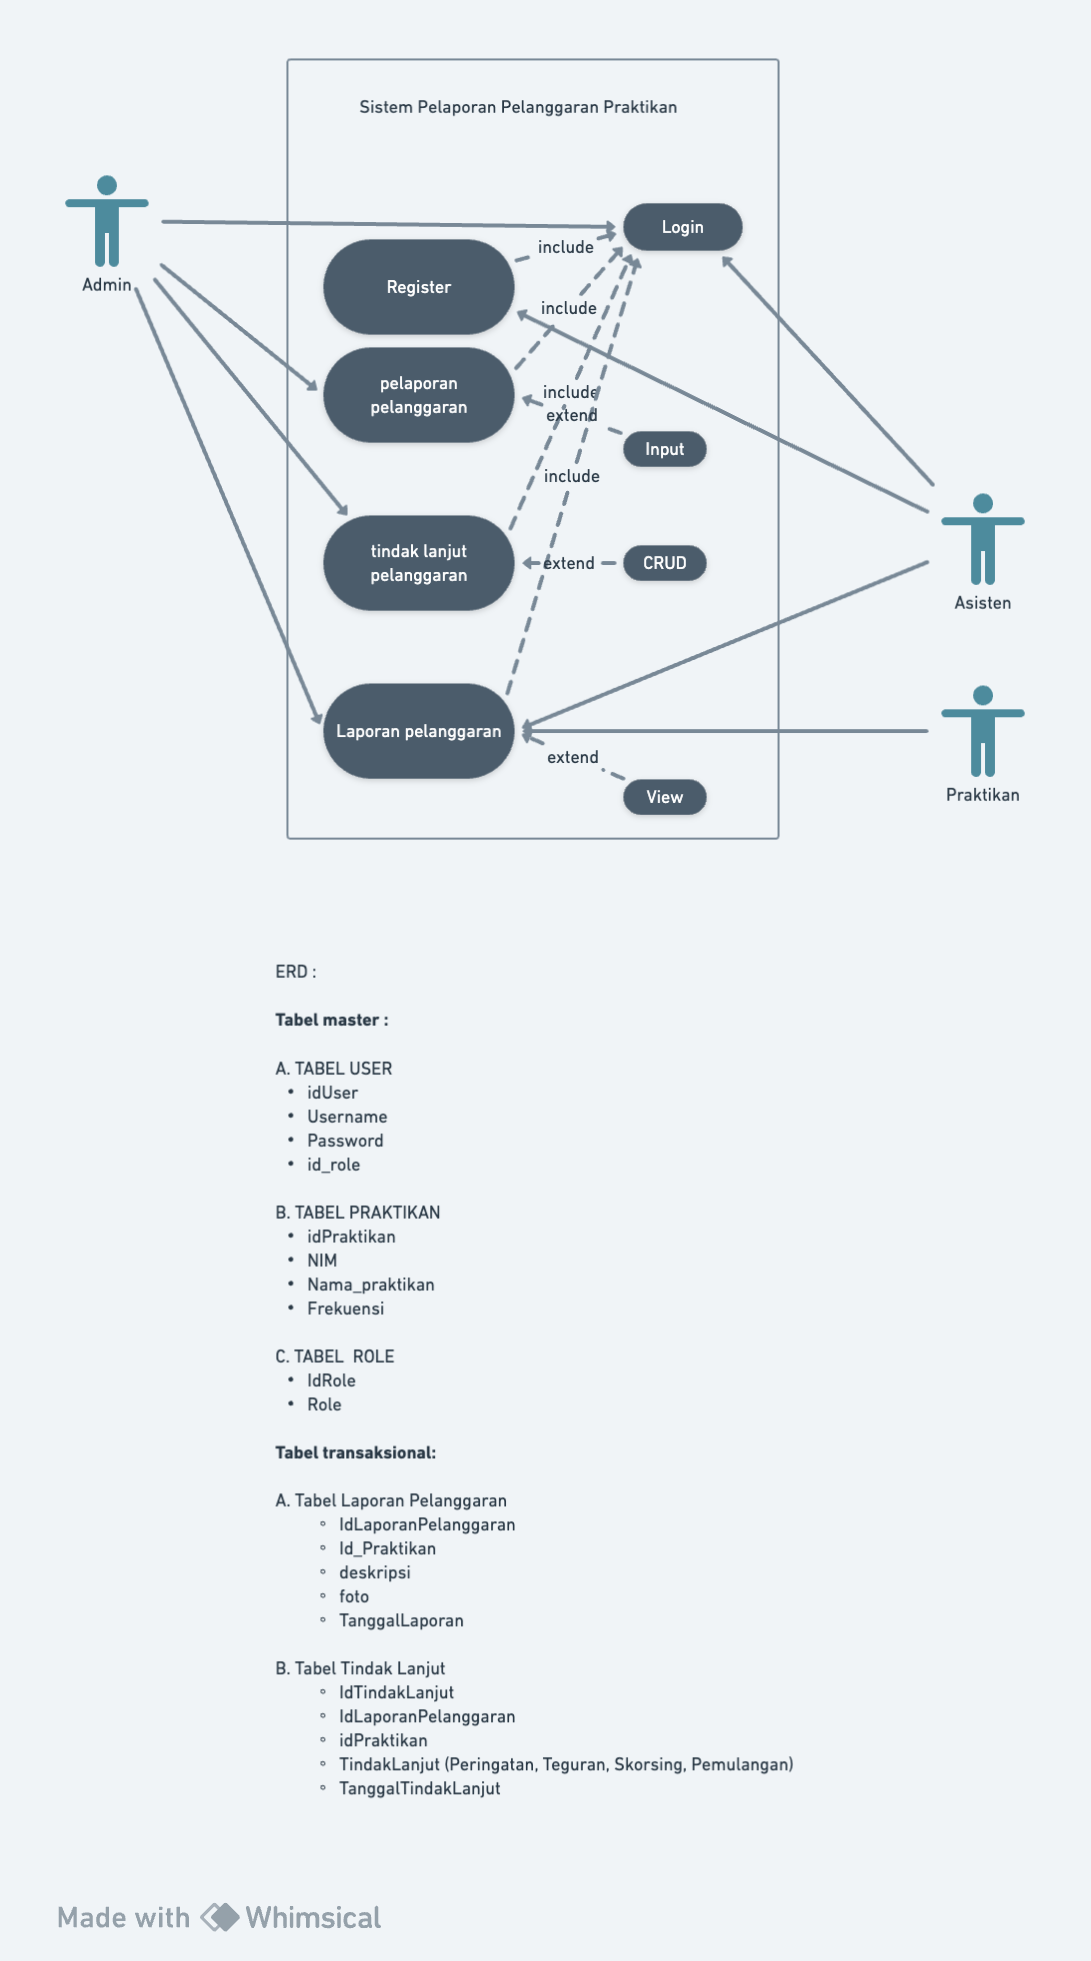 Sistem Pelaporan Pelanggaran Praktikan
Login
include
Register
Admin
include
pelaporan
pelanggaran
include
extend
Input
include
tindak lanjut
pelanggaran
extend
CRUD
Asisten
Laporan pelanggaran
extend
View
Praktikan
ERD :
Tabel master :
A. TABEL USER
• idUser
• Username
• Password
• id_role
B. TABEL PRAKTIKAN
• idPraktikan
• NIM
• Nama_praktikan
• Frekuensi
C. TABEL  ROLE
• IdRole
• Role
Tabel transaksional:
A. Tabel Laporan Pelanggaran
◦ IdLaporanPelanggaran
◦ Id_Praktikan
◦ deskripsi
◦ foto
◦ TanggalLaporan
B. Tabel Tindak Lanjut
◦ IdTindakLanjut
◦ IdLaporanPelanggaran
◦ idPraktikan
◦ TindakLanjut (Peringatan, Teguran, Skorsing, Pemulangan)
◦ TanggalTindakLanjut
Made with Whimsical